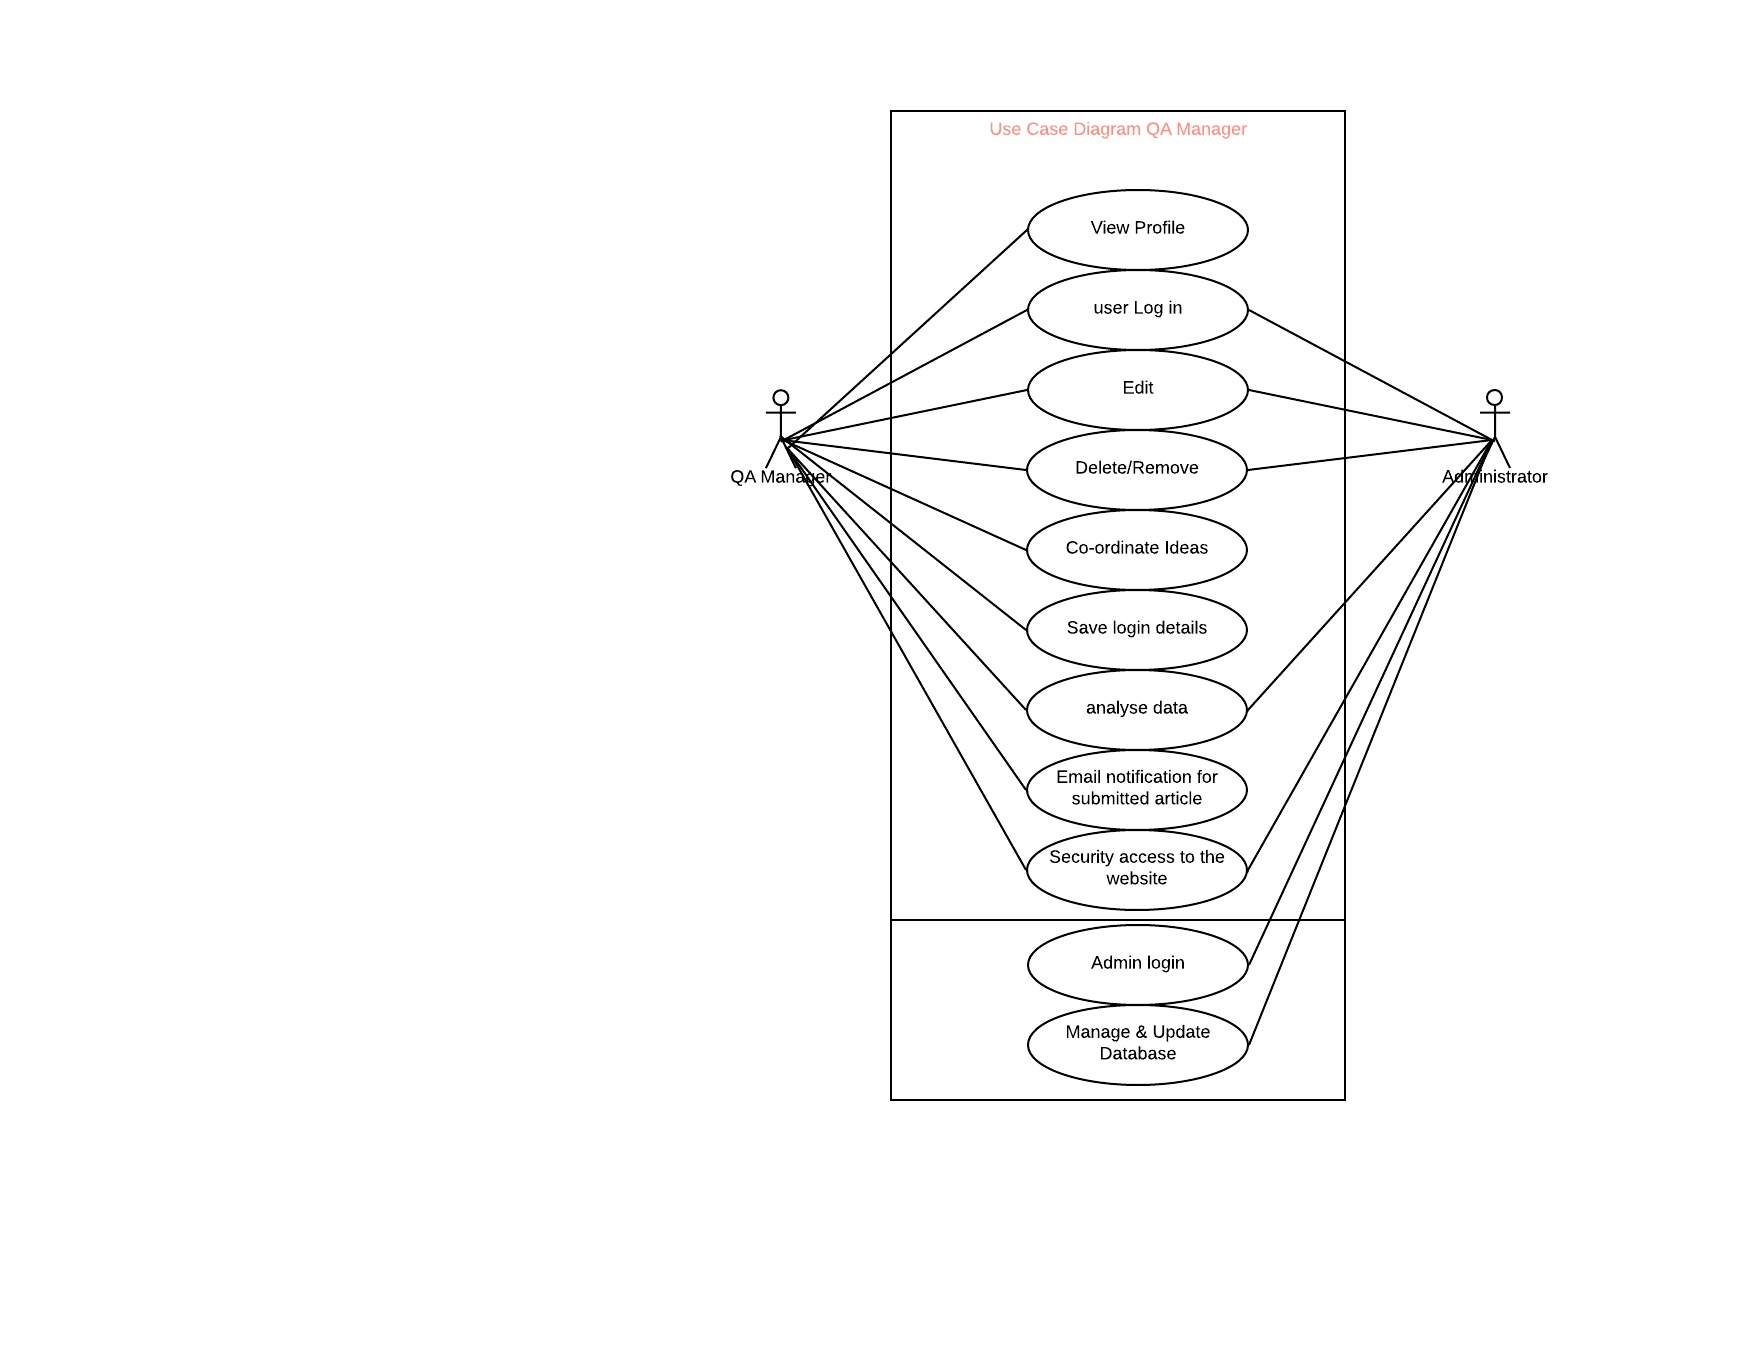 Use Case Diagram QA Manager
View Profile
user Log in
Edit
Delete/Remove
QA Manager
Administrator
Co-ordinate Ideas
Save login details
analyse data
Email notification for
submitted article
Security access to the
website
Admin login
Manage & Update
Database